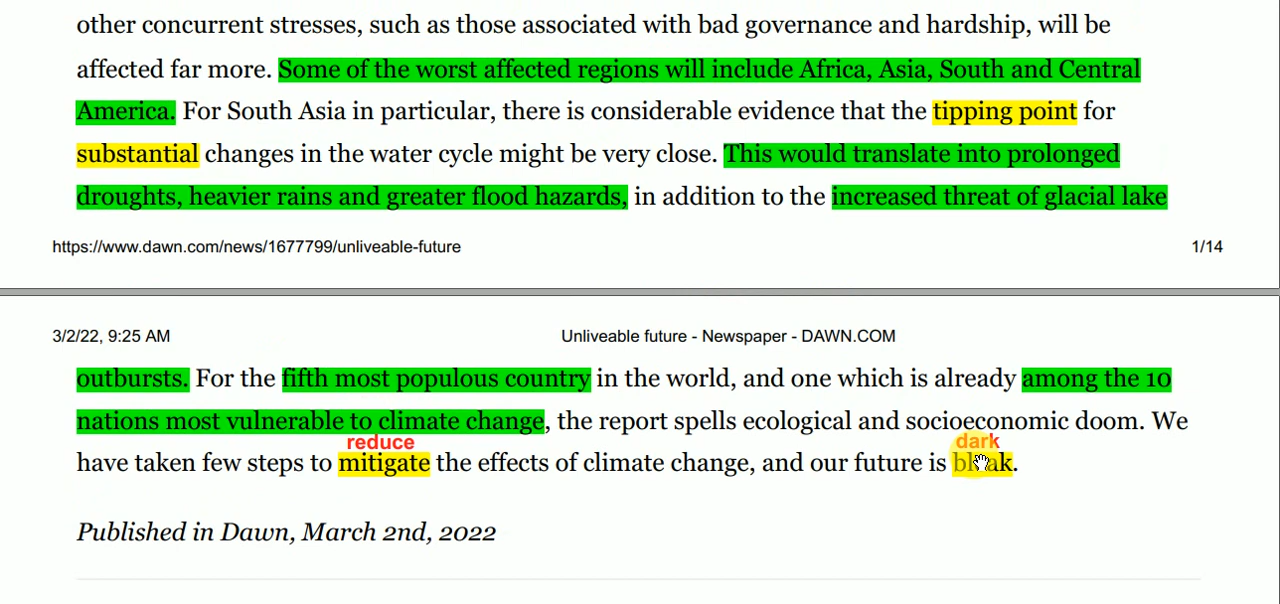 other concurrent stresses, such as those associated with bad governance and hardship, will be
affected far more. Some of the worst affected regions will include Africa, Asia, South and Central
America. For South Asia in particular, there is considerable evidence that the tipping point for
substantial changes in the water cycle might be very close. This would translate into prolonged
droughts, heavier rains and greater flood hazards, in addition to the increased threat of glacial lake
https://www.dawn.com/news/1677799/unliveable-future 1/14
3/2/22, 9:25 AM Unliveable future - Newspaper - DAWN.COM
outbursts. For the fifth most populous country in the world, and one which is already among the 10
nations most vulnerable to climate change, the report spells ecological and socioeconomic doom. We
reduce dark
have taken few steps to mitigate the effects of climate change, and our future is bleak.
Published in Dawn, March 2nd, 2022